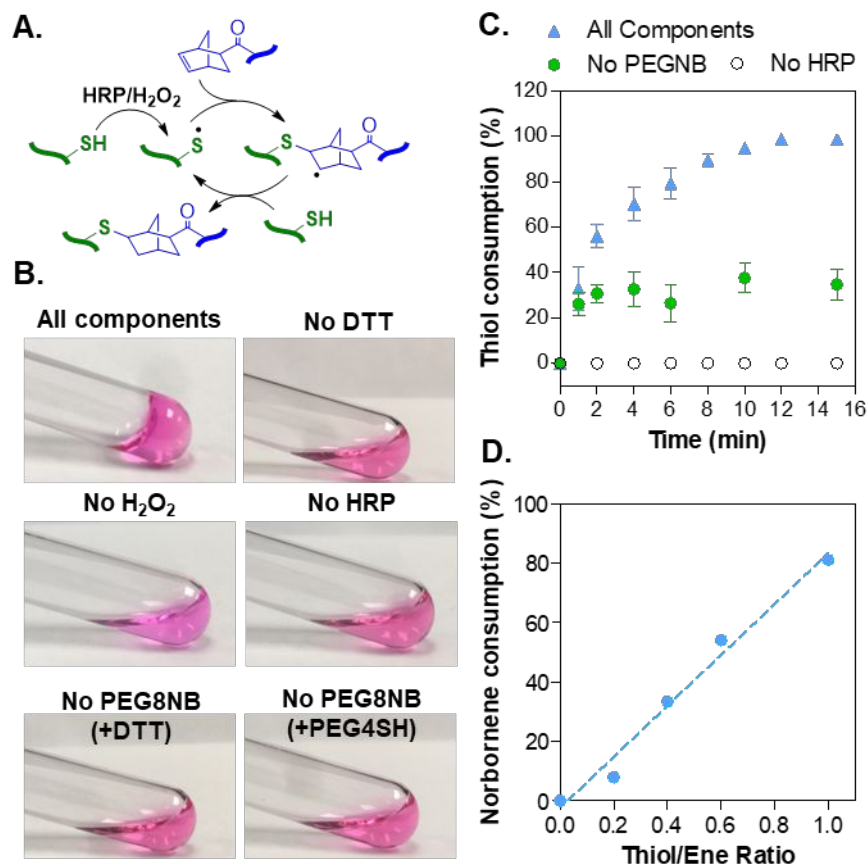 A.
HRP/H₂O₂
SH
S•
S
O
O
S
O
SH
B.
All components
No DTT
No H₂O₂
No HRP
No PEG8NB
(+DTT)
No PEG8NB
(+PEG4SH)
C.
All Components
No PEGNB
No HRP
Thiol consumption (%)
120
100
80
60
40
20
0
0 2 4 6 8 10 12 14 16
Time (min)
D.
Norbornene consumption (%)
100
80
60
40
20
0
0.0 0.2 0.4 0.6 0.8 1.0
Thiol/Ene Ratio